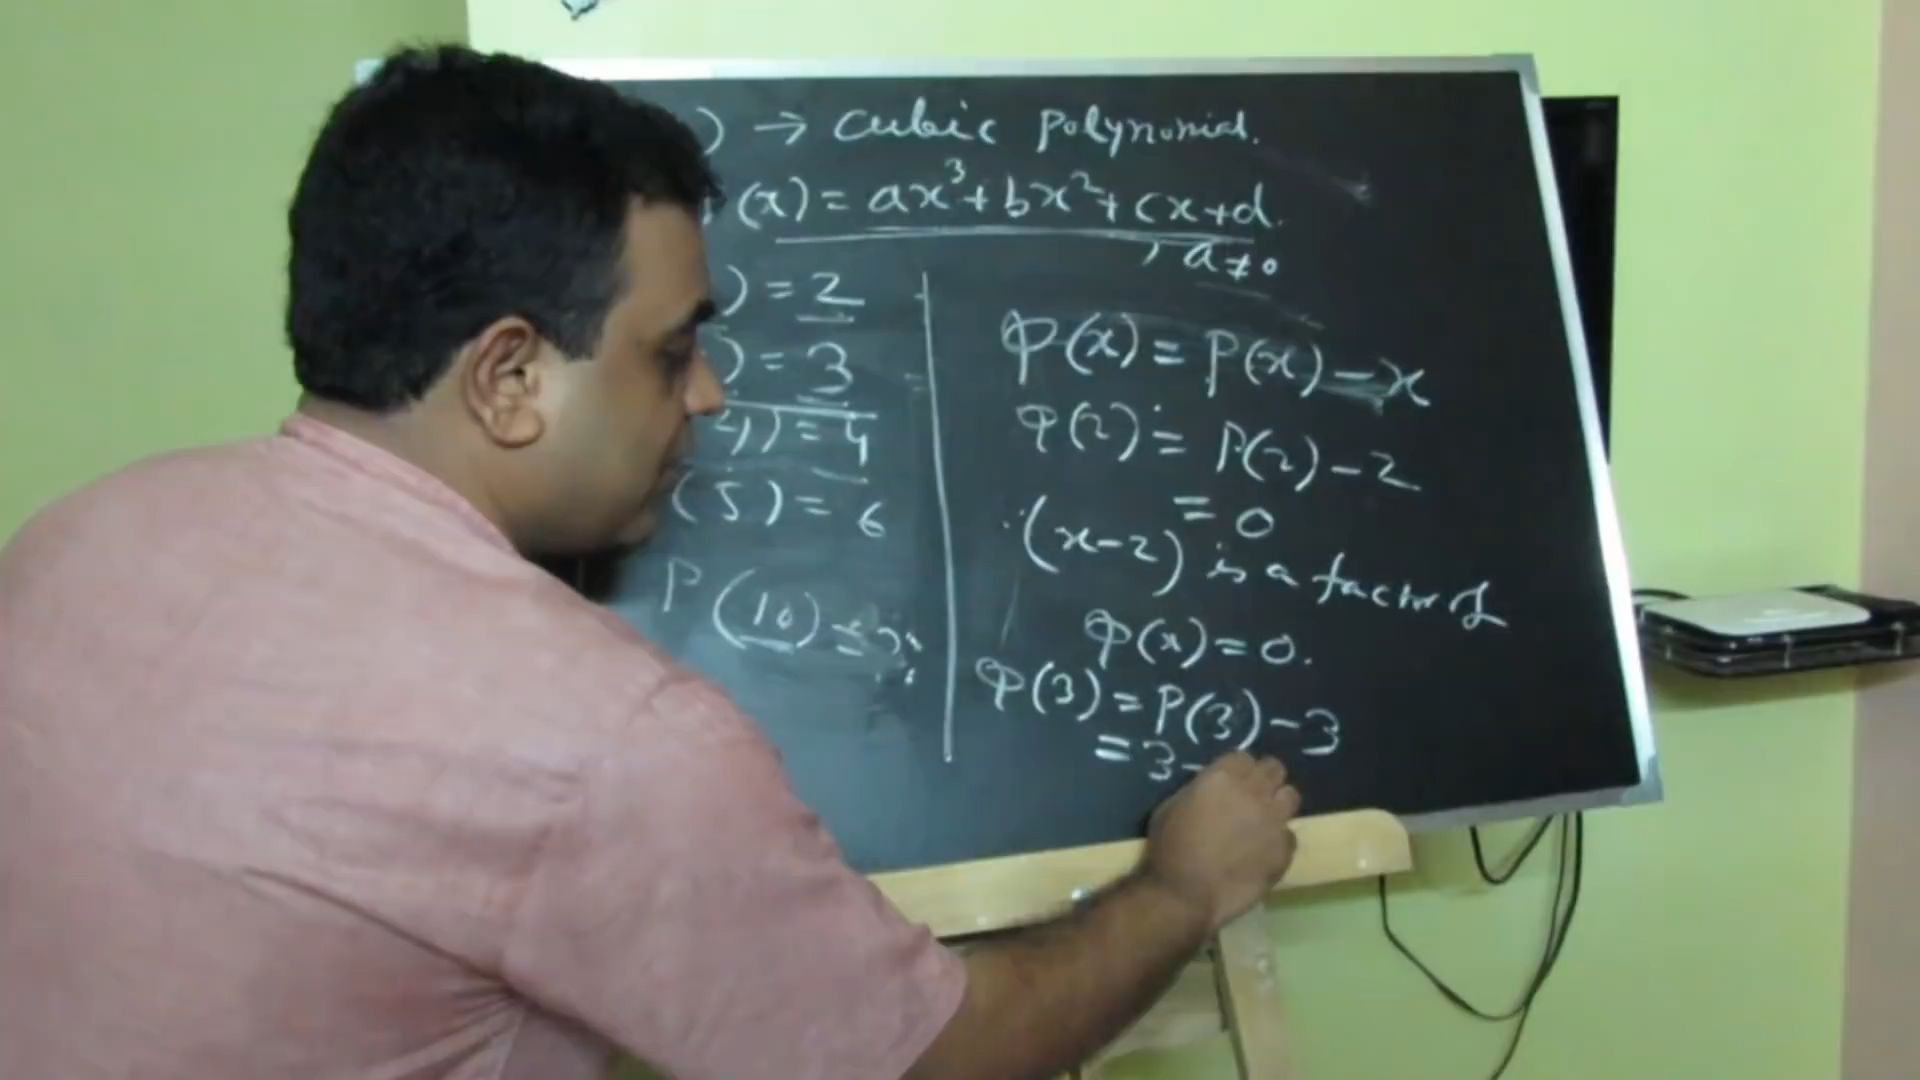 ) → cubic polynomial.
(x) = ax³ + bx² + cx + d.
, a ≠ 0
) = 2
) = 3
4) = 4
(5) = 6
P(10) = ??
φ(x) = P(x) - x
φ(2) = P(2) - 2
= 0
(x-2) is a factor of
φ(x) = 0.
φ(3) = P(3) - 3
= 3 -